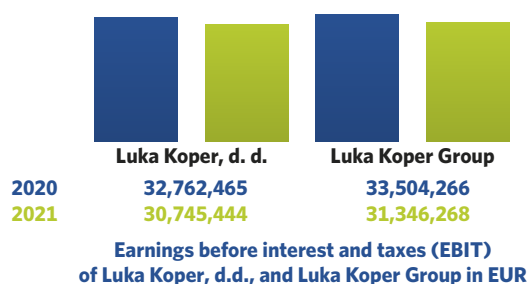 Luka Koper, d. d. Luka Koper Group
2020 32,762,465 33,504,266
2021 30,745,444 31,346,268
Earnings before interest and taxes (EBIT)
of Luka Koper, d.d., and Luka Koper Group in EUR